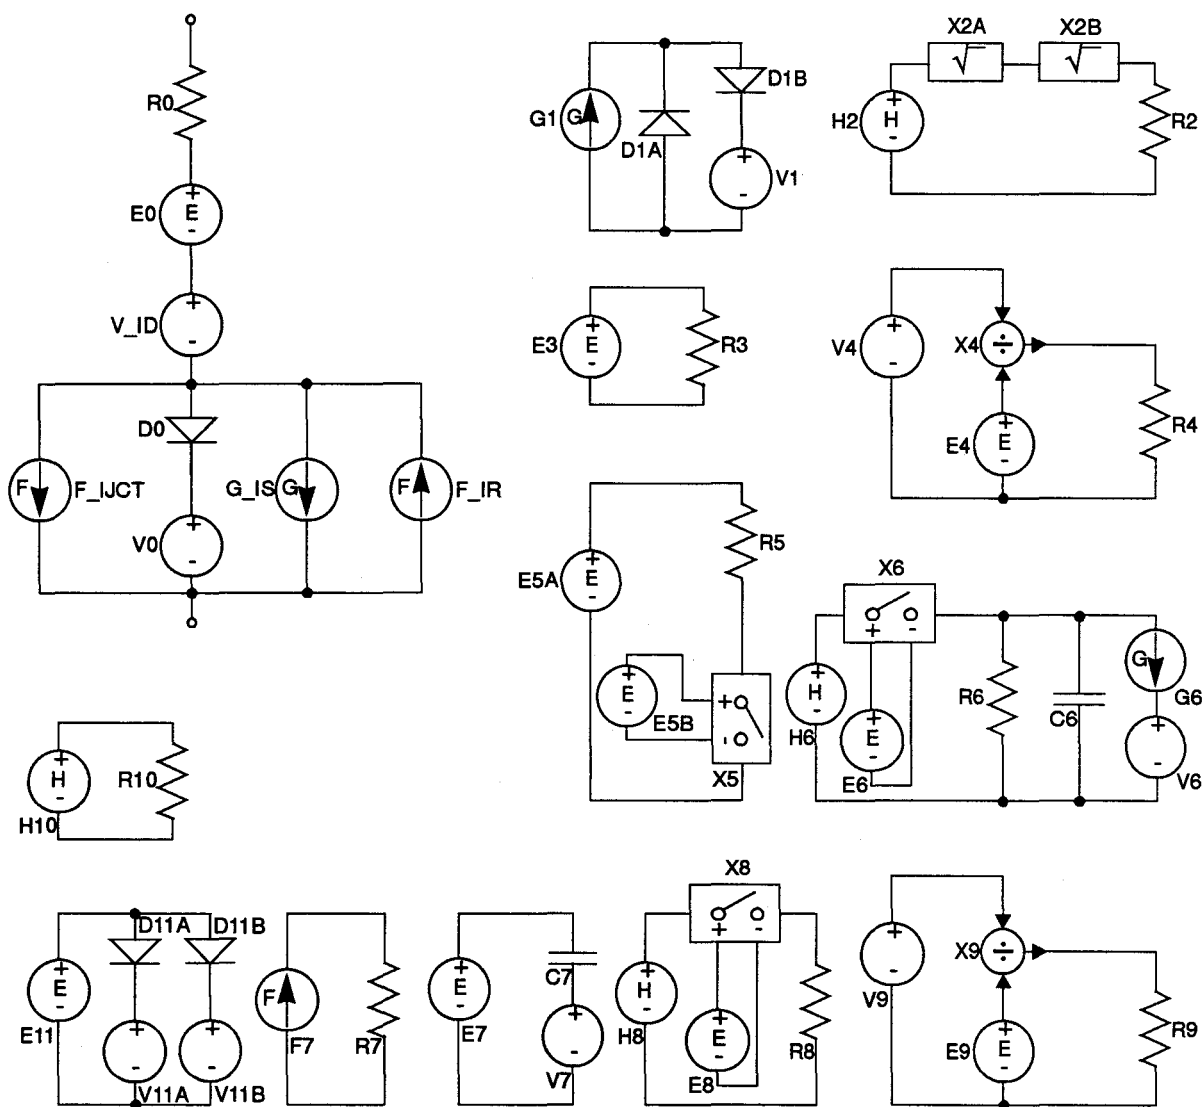 X2A X2B
R0 D1B
G1 G H2 + H - R2
D1A
+ - V1
E0 + E -
V_ID + -
E3 + E - R3
V4 + - X4 ÷
D0
E4 + E - R4
F F_IJCT G_IS G F F_IR
V0 + -
R5
E5A + E -
X6
+ -
E5B + E -
+
-
X5
H6 + H -
E6 + E -
R6
C6
G G6
+ - V6
+ H - R10
H10
X8
+ -
D11A D11B
E11 + E -
+ - V11A
+ - V11B
F F7
R7
+ E - E7
C7
+ - V7
+ H - H8
+ E - E8
R8
V9 + - X9 ÷
E9 + E - R9